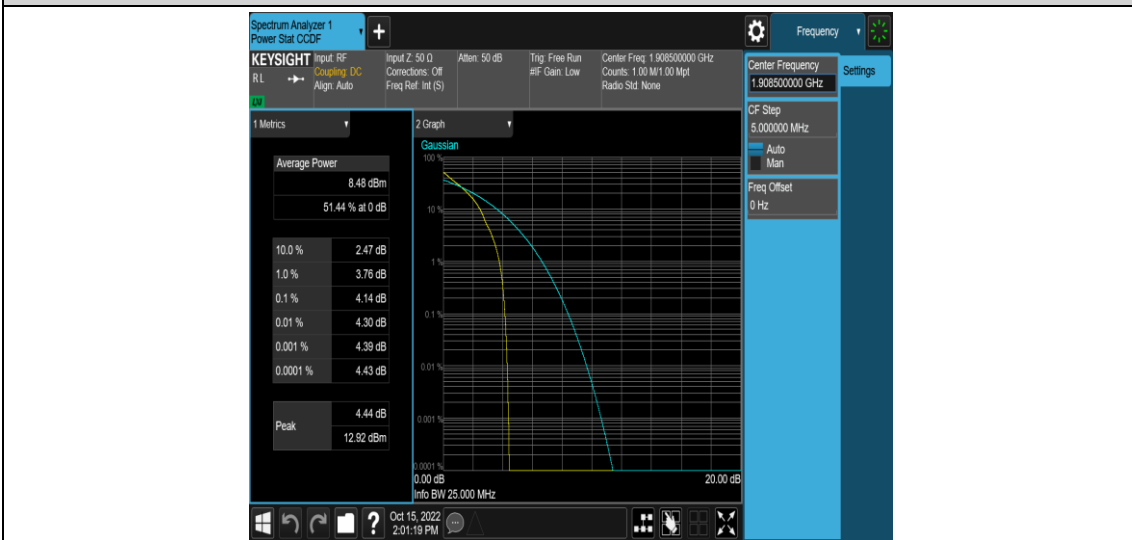 Spectrum Analyzer 1
Power Stat CCDF
+
Frequency
KEYSIGHT
Input: RF
Coupling: DC
Align: Auto
RL
LNI
Input Z: 50 Ω
Corrections: Off
Freq Ref: Int (S)
Atten: 50 dB
Trig: Free Run
#IF Gain: Low
Center Freq: 1.908500000 GHz
Counts: 1.00 M/1.00 Mpt
Radio Std: None
Center Frequency
1.908500000 GHz
Settings
CF Step
5.000000 MHz
Auto
Man
Freq Offset
0 Hz
1 Metrics
Average Power
8.48 dBm
51.44 % at 0 dB
10.0 % 2.47 dB
1.0 % 3.76 dB
0.1 % 4.14 dB
0.01 % 4.30 dB
0.001 % 4.39 dB
0.0001 % 4.43 dB
Peak
4.44 dB
12.92 dBm
2 Graph
Gaussian
100 %
10 %
1 %
0.1 %
0.01 %
0.001 %
0.0001 %
0.00 dB 20.00 dB
Info BW 25.000 MHz
?
Oct 15, 2022
2:01:19 PM